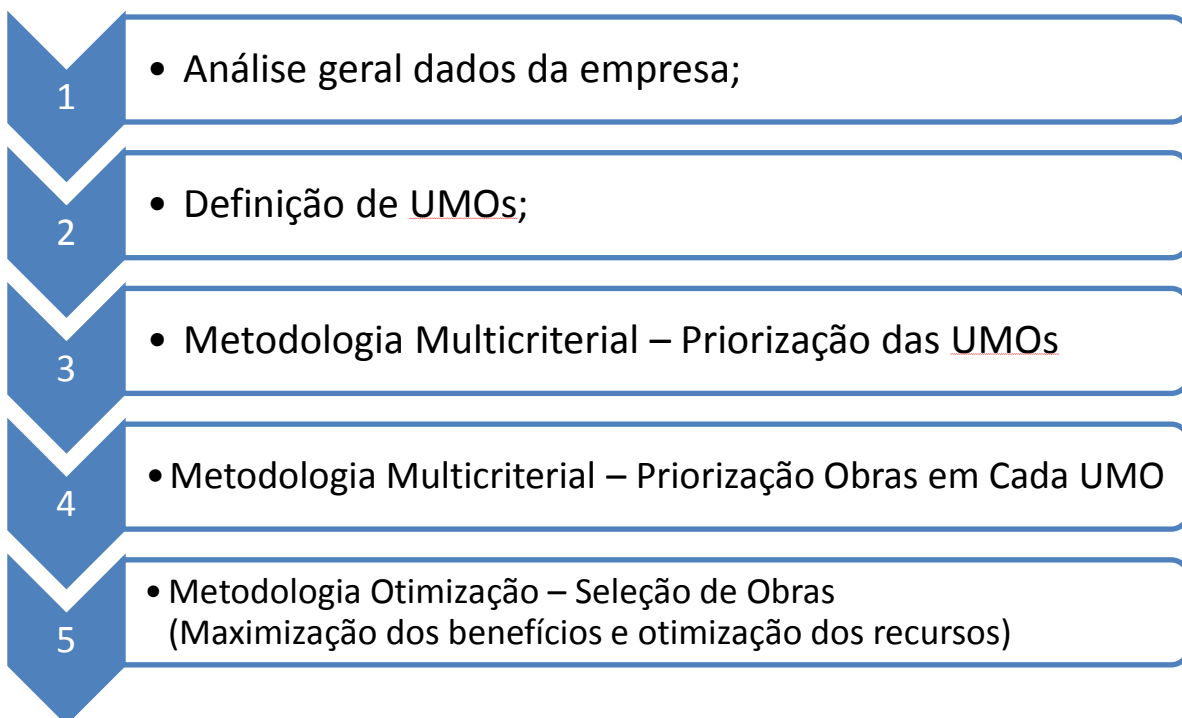 1
• Análise geral dados da empresa;
2
• Definição de UMOs;
3
• Metodologia Multicriterial – Priorização das UMOs
4
• Metodologia Multicriterial – Priorização Obras em Cada UMO
5
• Metodologia Otimização – Seleção de Obras
(Maximização dos benefícios e otimização dos recursos)